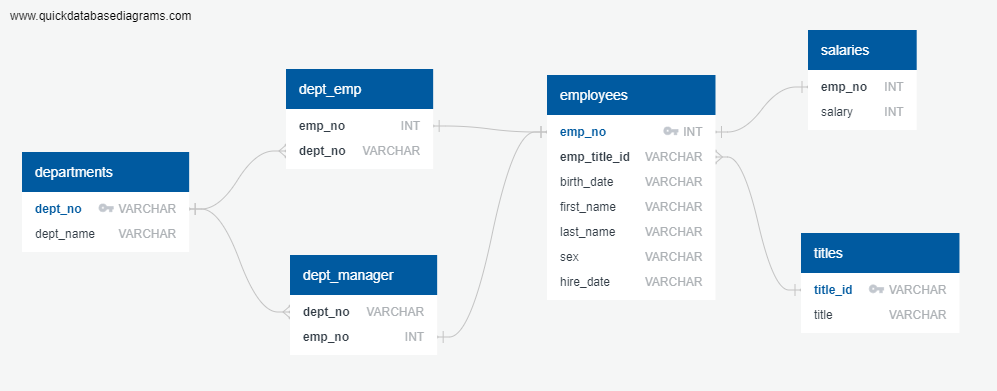 www.quickdatabasediagrams.com
departments
dept_no VARCHAR
dept_name VARCHAR
dept_emp
emp_no INT
dept_no VARCHAR
dept_manager
dept_no VARCHAR
emp_no INT
employees
emp_no INT
emp_title_id VARCHAR
birth_date VARCHAR
first_name VARCHAR
last_name VARCHAR
sex VARCHAR
hire_date VARCHAR
salaries
emp_no INT
salary INT
titles
title_id VARCHAR
title VARCHAR